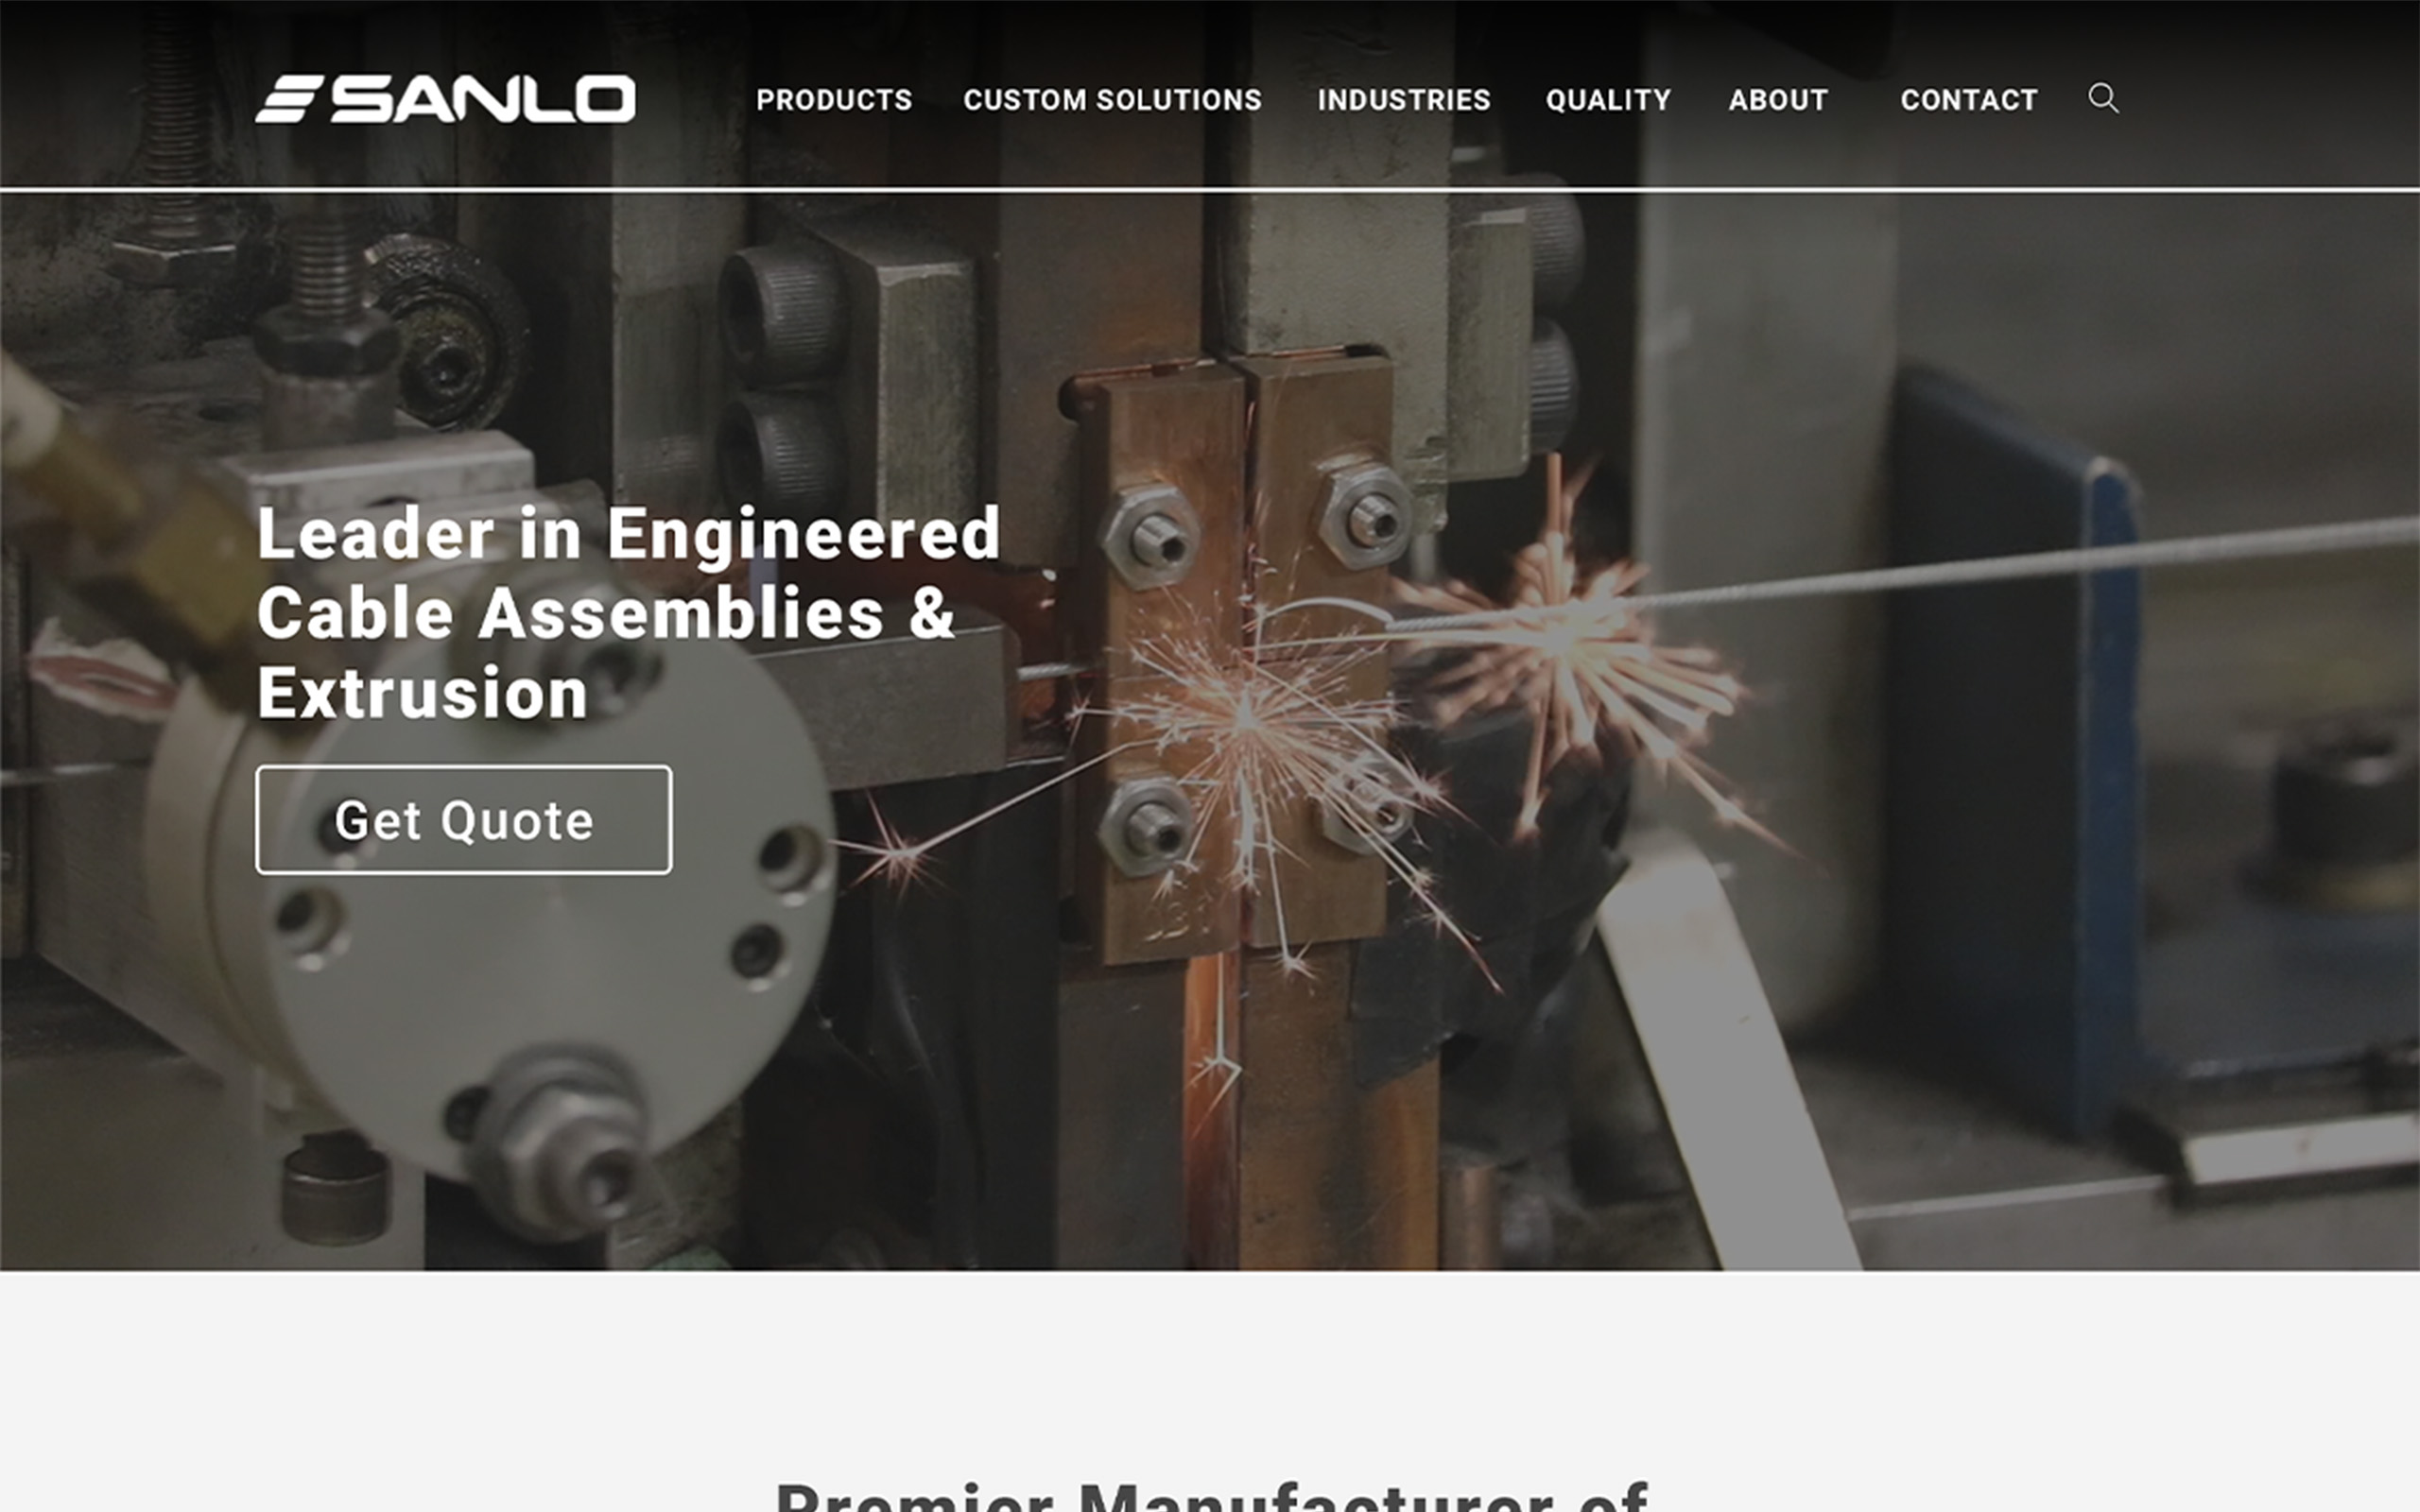 SANLO
PRODUCTS CUSTOM SOLUTIONS INDUSTRIES QUALITY ABOUT CONTACT
Leader in Engineered
Cable Assemblies &
Extrusion
Get Quote
Premier Manufacturer of